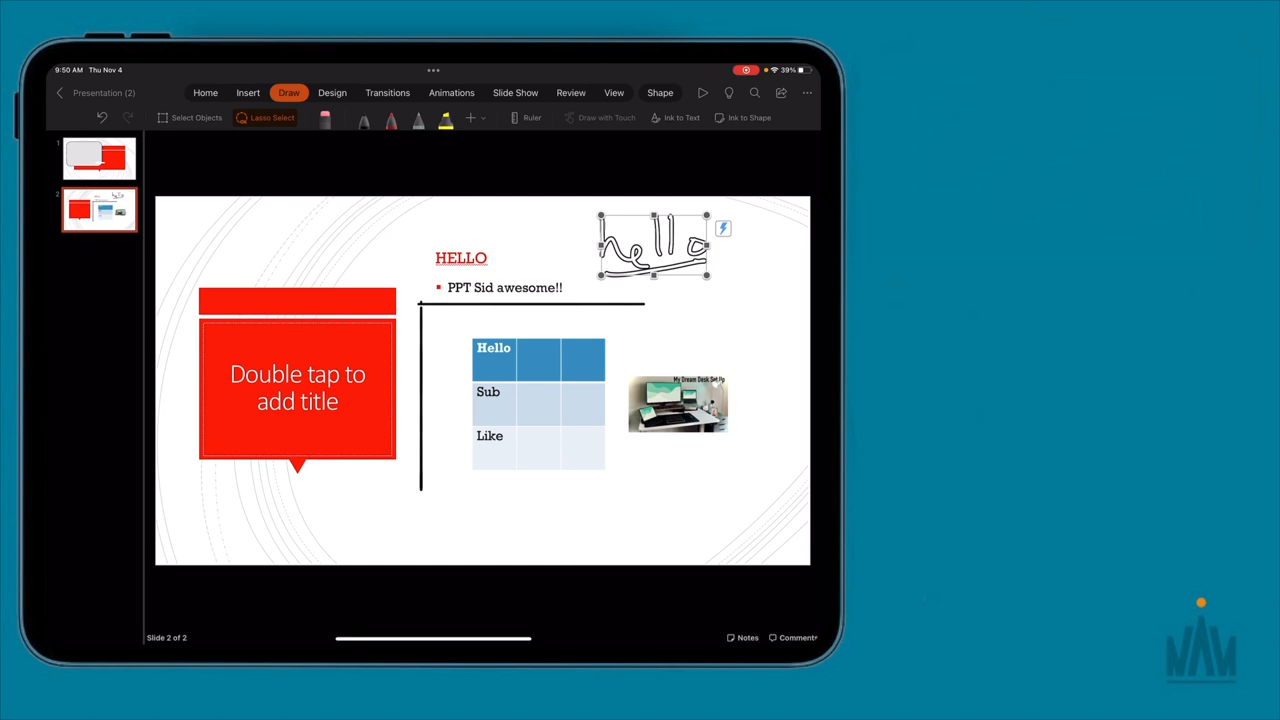 9:50 AM Thu Nov 4
39%
Presentation (2)
Home Insert Draw Design Transitions Animations Slide Show Review View Shape
Select Objects Lasso Select Ruler Draw with Touch Ink to Text Ink to Shape
1
2
hello
HELLO
PPT Sid awesome!!
Double tap to
add title
Hello
Sub
Like
My Dream Desk Set Up
Slide 2 of 2
Notes Comments